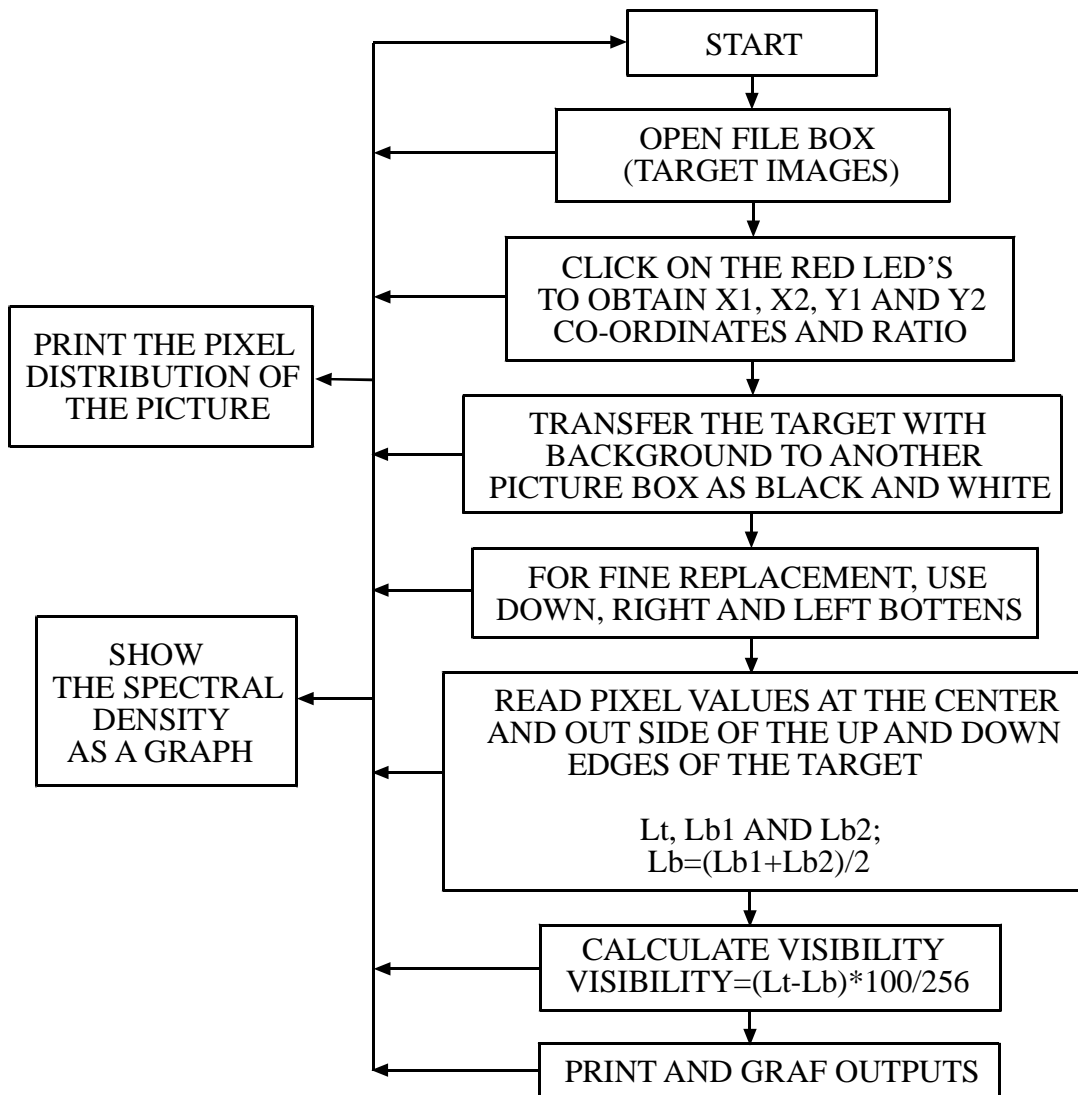 START
OPEN FILE BOX
(TARGET IMAGES)
CLICK ON THE RED LED'S
TO OBTAIN X1, X2, Y1 AND Y2
CO-ORDINATES AND RATIO
PRINT THE PIXEL
DISTRIBUTION OF
THE PICTURE
TRANSFER THE TARGET WITH
BACKGROUND TO ANOTHER
PICTURE BOX AS BLACK AND WHITE
FOR FINE REPLACEMENT, USE
DOWN, RIGHT AND LEFT BOTTENS
SHOW
THE SPECTRAL
DENSITY
AS A GRAPH
READ PIXEL VALUES AT THE CENTER
AND OUT SIDE OF THE UP AND DOWN
EDGES OF THE TARGET
Lt, Lb1 AND Lb2;
Lb=(Lb1+Lb2)/2
CALCULATE VISIBILITY
VISIBILITY=(Lt-Lb)*100/256
PRINT AND GRAF OUTPUTS